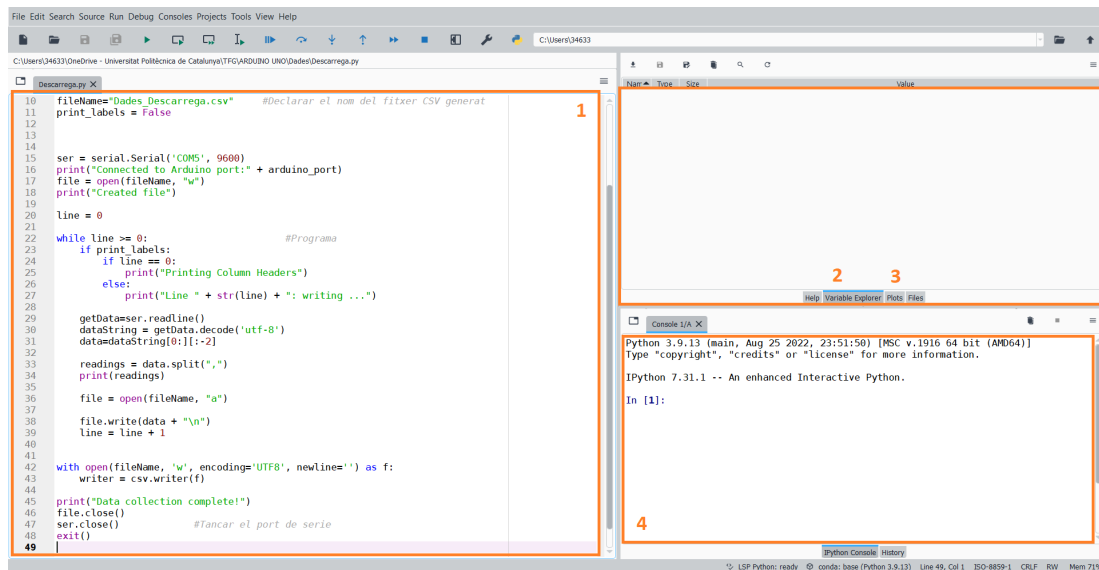 File Edit Search Source Run Debug Consoles Projects Tools View Help
C:\Users\34633
C:\Users\34633\OneDrive - Universitat Politècnica de Catalunya\TFG\ARDUINO UNO\Dades\Descarrega.py
Descarrega.py X
10 fileName="Dades_Descarrega.csv" #Declarar el nom del fitxer CSV generat
11 print_labels = False
12
13
14
15 ser = serial.Serial('COM5', 9600)
16 print("Connected to Arduino port:" + arduino_port)
17 file = open(fileName, "w")
18 print("Created file")
19
20 line = 0
21
22 while line >= 0: #Programa
23 if print_labels:
24 if line == 0:
25 print("Printing Column Headers")
26 else:
27 print("Line " + str(line) + ": writing ...")
28
29 getData=ser.readline()
30 dataString = getData.decode('utf-8')
31 data=dataString[0:][:-2]
32
33 readings = data.split(",")
34 print(readings)
35
36 file = open(fileName, "a")
37
38 file.write(data + "\n")
39 line = line + 1
40
41
42 with open(fileName, 'w', encoding='UTF8', newline='') as f:
43 writer = csv.writer(f)
44
45 print("Data collection complete!")
46 file.close()
47 ser.close() #Tancar el port de serie
48 exit()
49
1
Type Size Value
2 3
Help Variable Explorer Plots Files
Console 1/A X
Python 3.9.13 (main, Aug 25 2022, 23:51:50) [MSC v.1916 64 bit (AMD64)]
Type "copyright", "credits" or "license" for more information.
IPython 7.31.1 -- An enhanced Interactive Python.
In [1]:
4
IPython Console History
LSP Python: ready conda: base (Python 3.9.13) Line 49, Col 1 ISO-8859-1 CRLF RW Mem 71%